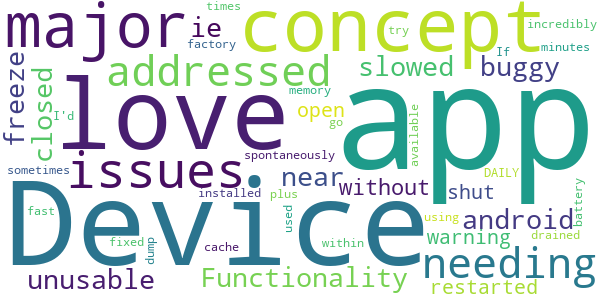 times
major ie concept
factory
incredibly
try
If minutes
freeze
closed
love
addressed
slowed buggy
memory
I'd
open
go
available
app
issues
spontaneously
sometimes
near
DAILY
installed
plus
without
shut
battery
Device
fast
used
using
android
fixed
dump
cache
within
warning
drained
needing
unusable
Functionality
restarted